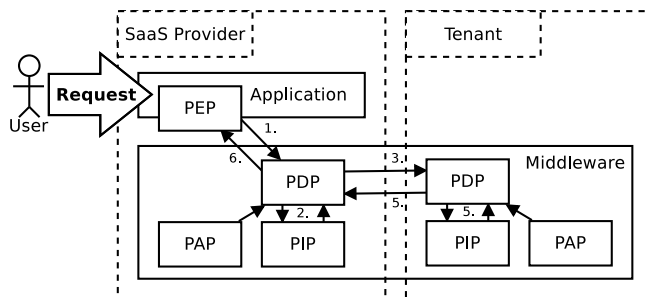 SaaS Provider
Tenant
Request
User
Application
PEP
1.
6.
Middleware
3.
PDP
PDP
5.
2.
5.
PAP
PIP
PIP
PAP